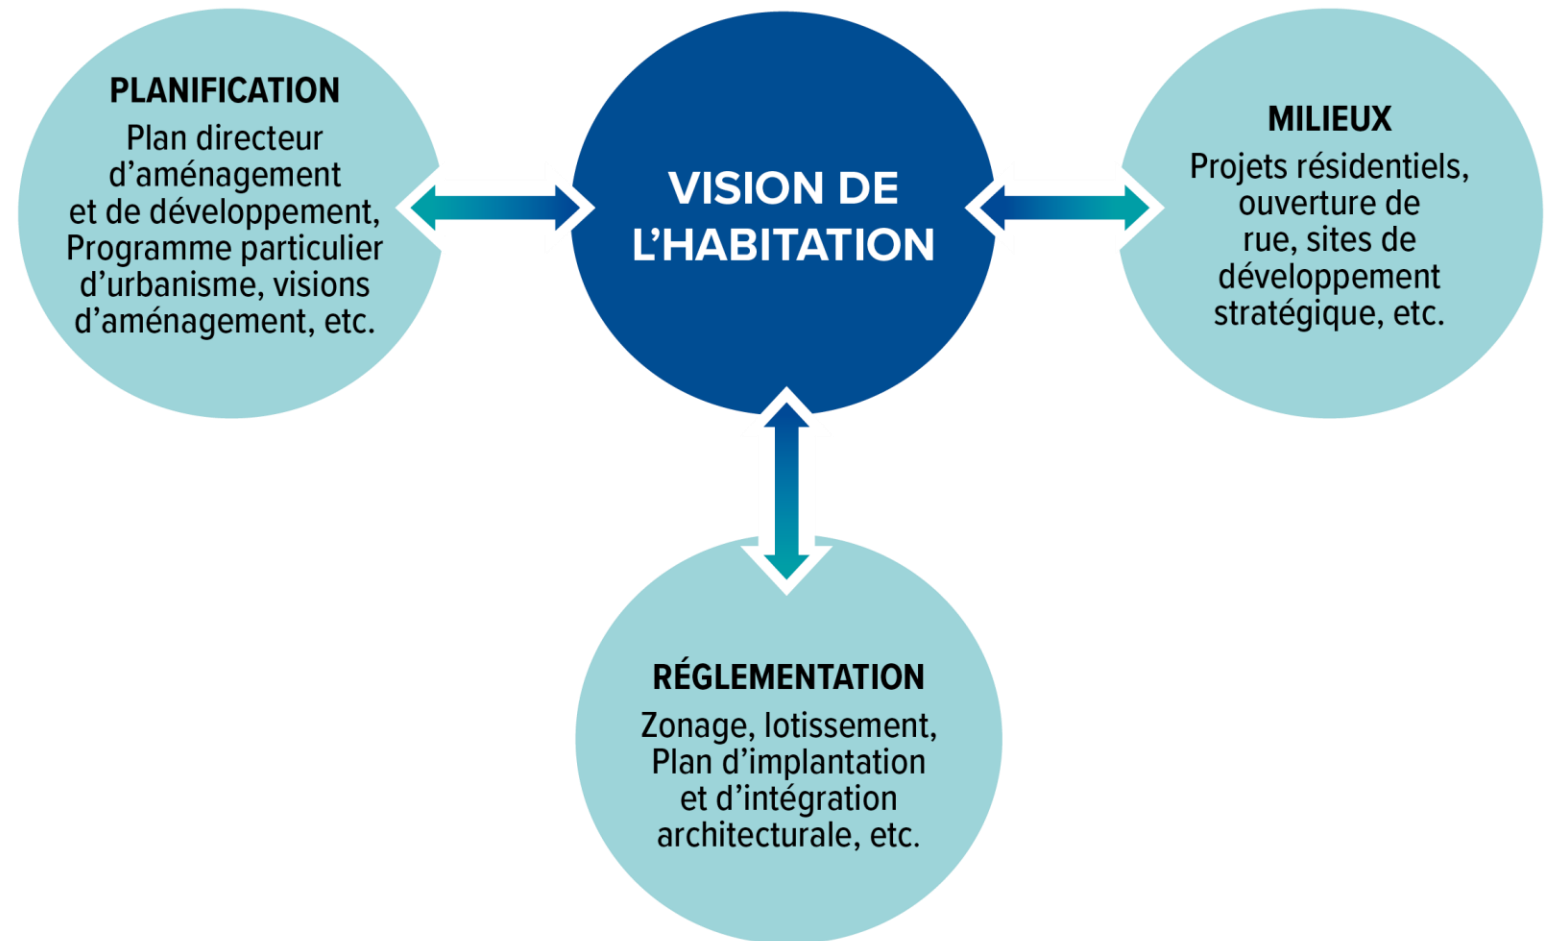 PLANIFICATION
Plan directeur
d’aménagement
et de développement,
Programme particulier
d’urbanisme, visions
d’aménagement, etc.
VISION DE
L’HABITATION
MILIEUX
Projets résidentiels,
ouverture de
rue, sites de
développement
stratégique, etc.
RÉGLEMENTATION
Zonage, lotissement,
Plan d’implantation
et d’intégration
architecturale, etc.